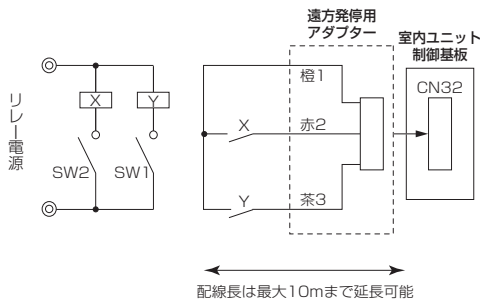 遠方発停用
アダプター
室内ユニット
制御基板
橙1
CN32
リレー電源
X
Y
X
赤2
SW2
SW1
Y
茶3
配線長は最大10mまで延長可能